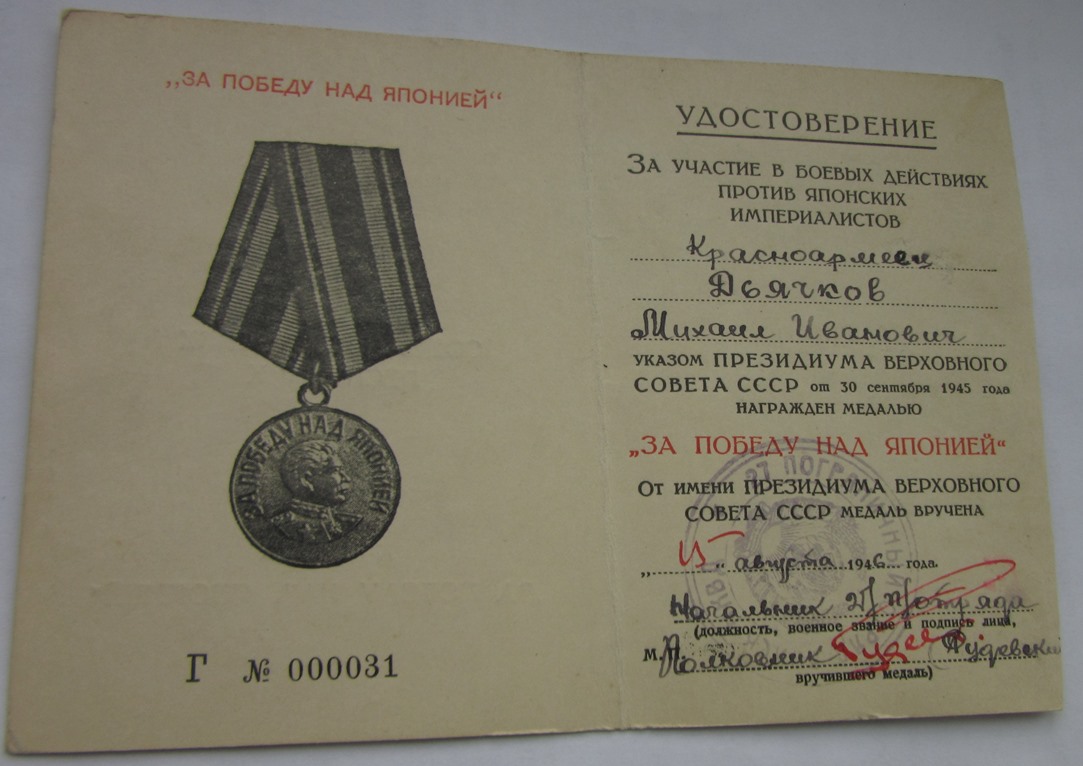 „ЗА ПОБЕДУ НАД ЯПОНИЕЙ“
ЗА ПОБЕДУ НАД ЯПОНИЕЙ
Г № 000031
УДОСТОВЕРЕНИЕ
ЗА УЧАСТИЕ В БОЕВЫХ ДЕЙСТВИЯХ
ПРОТИВ ЯПОНСКИХ
ИМПЕРИАЛИСТОВ
Красноармеец
Дьячков
Михаил Иванович
УКАЗОМ ПРЕЗИДИУМА ВЕРХОВНОГО
СОВЕТА СССР от 30 сентября 1945 года
НАГРАЖДЕН МЕДАЛЬЮ
„ЗА ПОБЕДУ НАД ЯПОНИЕЙ“
ОТ ИМЕНИ ПРЕЗИДИУМА ВЕРХОВНОГО
СОВЕТА СССР МЕДАЛЬ ВРУЧЕНА
„15“ августа 1946 года.
Начальник 27 п/отряда
(должность, военное звание и подпись лица,
М. П. Полковник
вручившего медаль)
27 ПОГРАНИЧНЫЙ